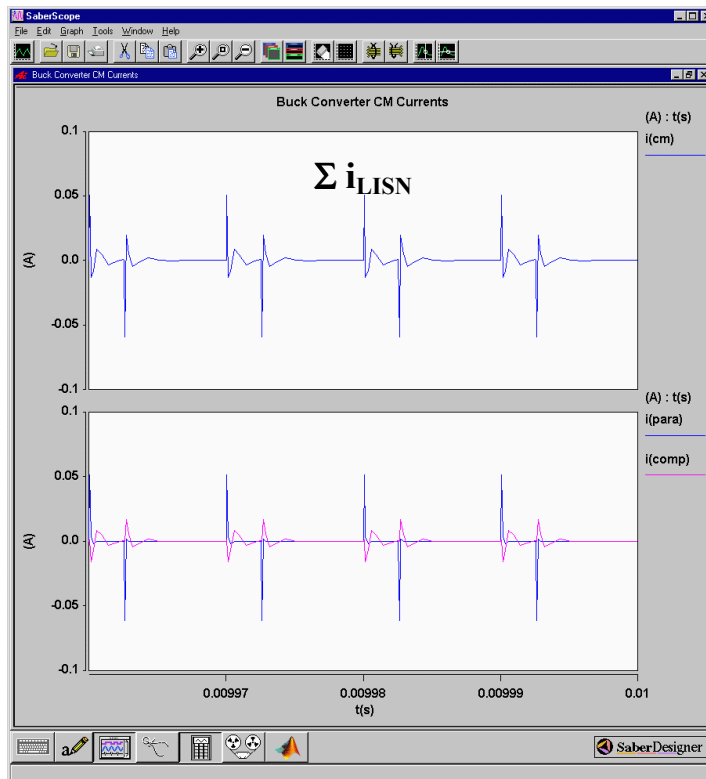 SaberScope
File Edit Graph Tools Window Help
Buck Converter CM Currents
Buck Converter CM Currents
(A) : t(s)
i(cm)
Σ iLISN
0.1
0.05
0.0
-0.05
-0.1
(A)
(A) : t(s)
i(para)
i(comp)
0.1
0.05
0.0
-0.05
-0.1
(A)
0.00997 0.00998 0.00999 0.01
t(s)
a
SaberDesigner